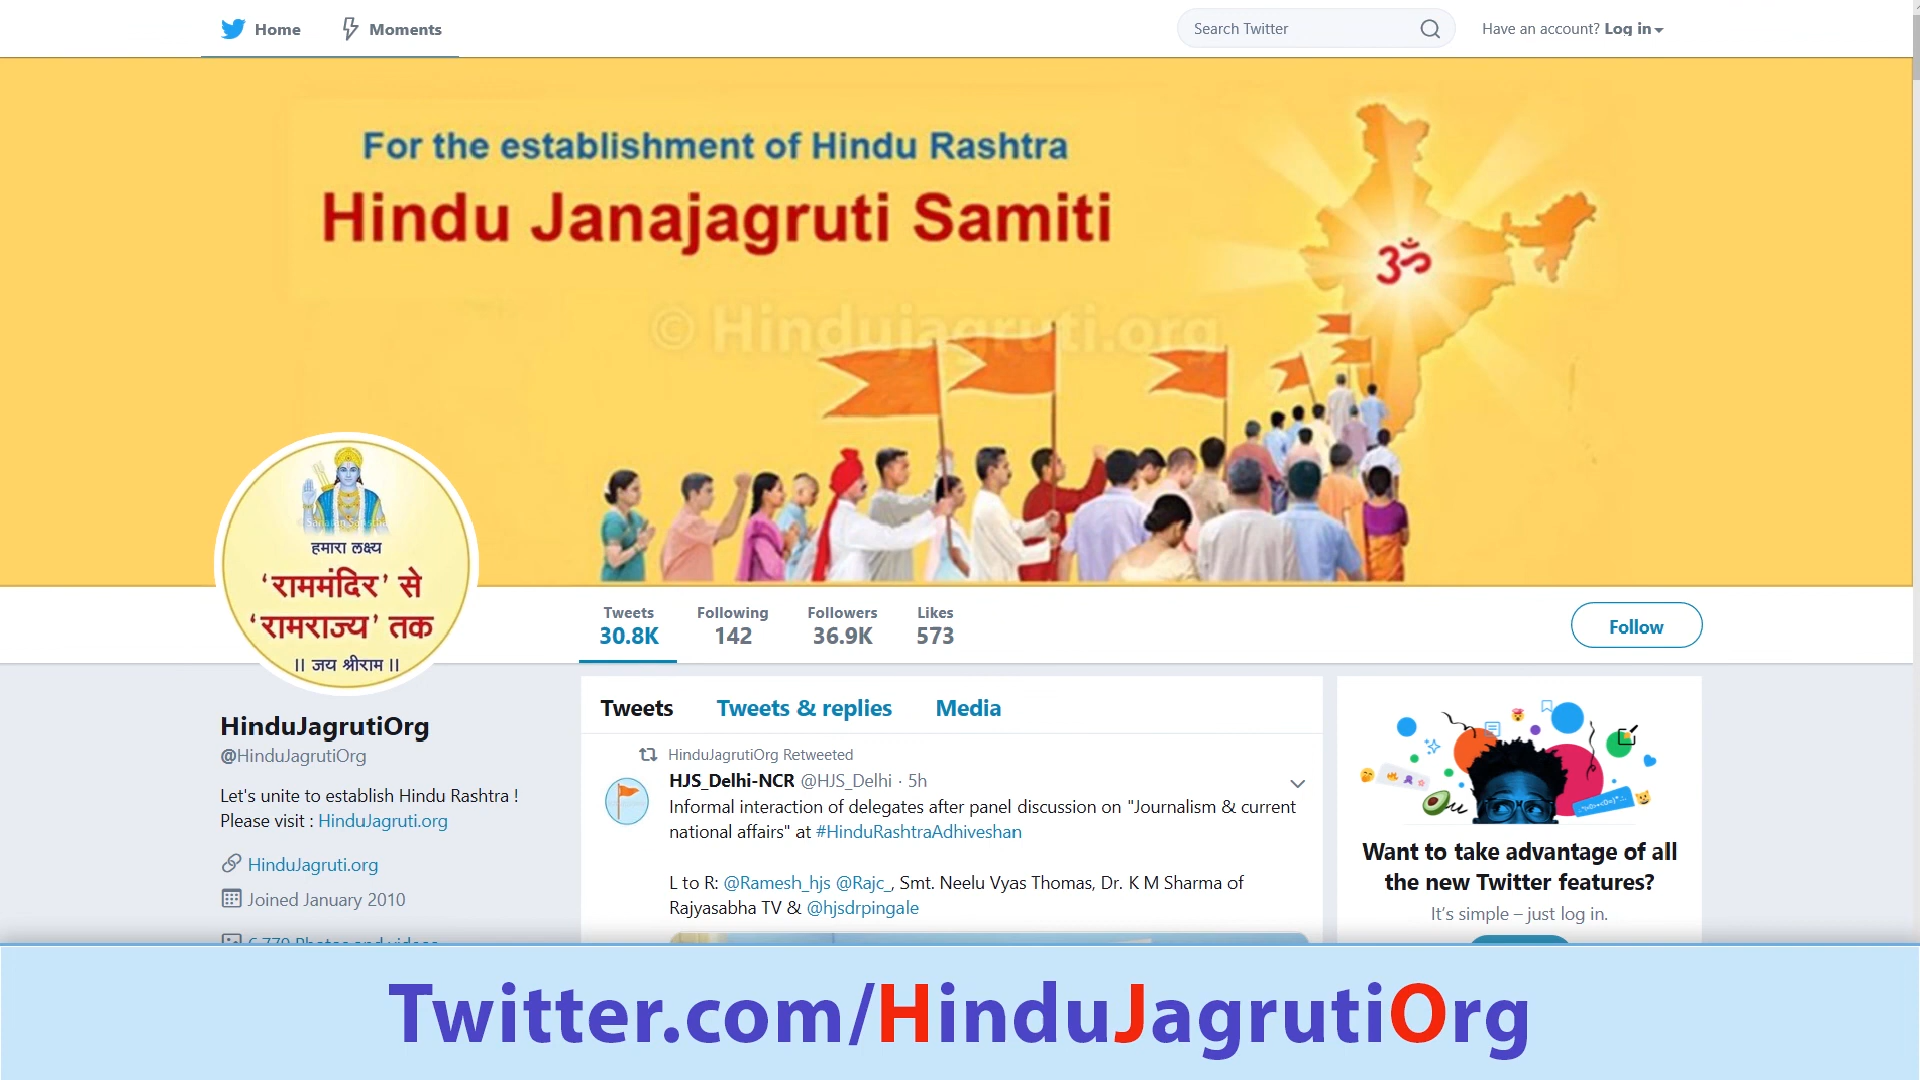 Home
Moments
Search Twitter
Have an account? Log in
For the establishment of Hindu Rashtra
Hindu Janajagruti Samiti
ॐ
© Hindujagruti.org
हमारा लक्ष्य
‘राममंदिर’ से
‘रामराज्य’ तक
|| जय श्रीराम ||
Tweets
30.8K
Following
142
Followers
36.9K
Likes
573
Follow
HinduJagrutiOrg
@HinduJagrutiOrg
Let's unite to establish Hindu Rashtra !
Please visit : HinduJagruti.org
HinduJagruti.org
Joined January 2010
Photos and videos
Tweets
Tweets & replies
Media
HinduJagrutiOrg Retweeted
HJS_Delhi-NCR @HJS_Delhi · 5h
Informal interaction of delegates after panel discussion on "Journalism & current
national affairs" at #HinduRashtraAdhiveshan
L to R: @Ramesh_hjs @Rajc_, Smt. Neelu Vyas Thomas, Dr. K M Sharma of
Rajyasabha TV & @hjsdrpingale
Want to take advantage of all
the new Twitter features?
It's simple – just log in.
Twitter.com/HinduJagrutiOrg